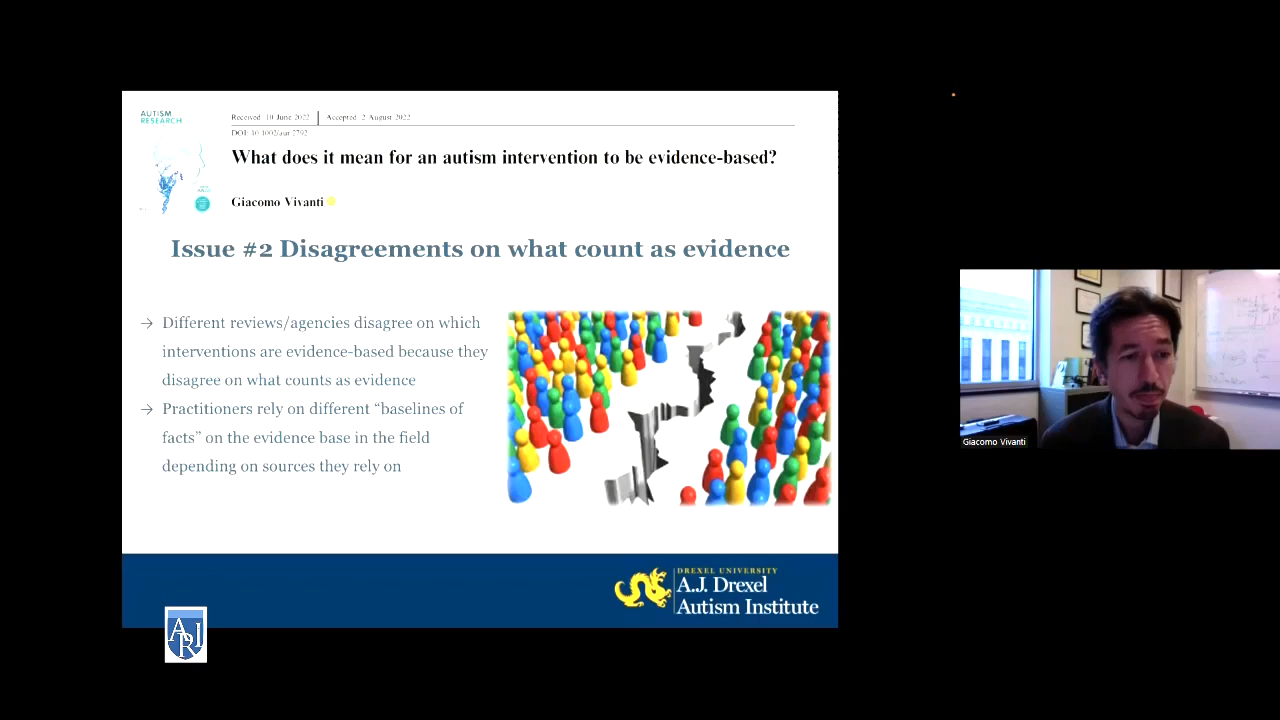 AUTISM
RESEARCH
Received: 10 June 2022 | Accepted: 2 August 2022
DOI: 10.1002/aur.2792
What does it mean for an autism intervention to be evidence-based?
Giacomo Vivanti
Issue #2 Disagreements on what count as evidence
→ Different reviews/agencies disagree on which
interventions are evidence-based because they
disagree on what counts as evidence
→ Practitioners rely on different “baselines of
facts” on the evidence base in the field
depending on sources they rely on
DREXEL UNIVERSITY
A.J. Drexel
Autism Institute
ARI
Giacomo Vivanti